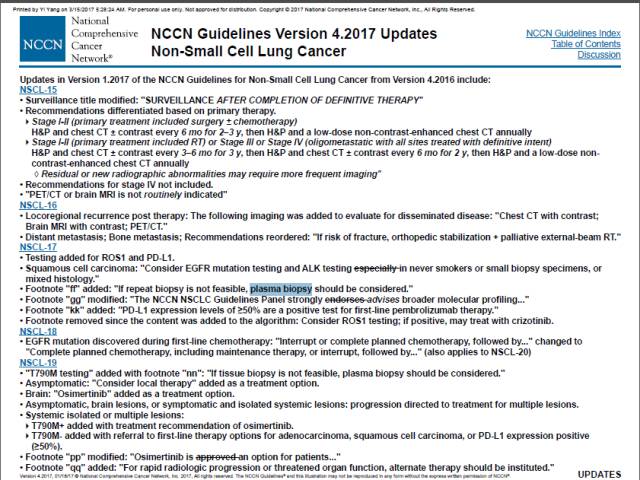 Printed by Yi Yang on 3/15/2017 5:28:24 AM. For personal use only. Not approved for distribution. Copyright © 2017 National Comprehensive Cancer Network, Inc., All Rights Reserved.
NCCN
National
Comprehensive
Cancer
Network®
NCCN Guidelines Version 4.2017 Updates
Non-Small Cell Lung Cancer
NCCN Guidelines Index
Table of Contents
Discussion
Updates in Version 1.2017 of the NCCN Guidelines for Non-Small Cell Lung Cancer from Version 4.2016 include:
NSCL-15
• Surveillance title modified: "SURVEILLANCE AFTER COMPLETION OF DEFINITIVE THERAPY"
• Recommendations differentiated based on primary therapy.
Stage I-II (primary treatment included surgery ± chemotherapy)
H&P and chest CT ± contrast every 6 mo for 2–3 y, then H&P and a low-dose non-contrast-enhanced chest CT annually
Stage I-II (primary treatment included RT) or Stage III or Stage IV (oligometastatic with all sites treated with definitive intent)
H&P and chest CT ± contrast every 3–6 mo for 3 y, then H&P and chest CT ± contrast every 6 mo for 2 y, then H&P and a low-dose non-
contrast-enhanced chest CT annually
◊ Residual or new radiographic abnormalities may require more frequent imaging"
• Recommendations for stage IV not included.
• "PET/CT or brain MRI is not routinely indicated"
NSCL-16
• Locoregional recurrence post therapy: The following imaging was added to evaluate for disseminated disease: "Chest CT with contrast;
Brain MRI with contrast; PET/CT."
• Distant metastasis; Bone metastasis; Recommendations reordered: "If risk of fracture, orthopedic stabilization + palliative external-beam RT."
NSCL-17
• Testing added for ROS1 and PD-L1.
• Squamous cell carcinoma: "Consider EGFR mutation testing and ALK testing especially in never smokers or small biopsy specimens, or
mixed histology."
• Footnote "ff" added: "If repeat biopsy is not feasible, plasma biopsy should be considered."
• Footnote "gg" modified: "The NCCN NSCLC Guidelines Panel strongly endorses advises broader molecular profiling..."
• Footnote "kk" added: "PD-L1 expression levels of ≥50% are a positive test for first-line pembrolizumab therapy."
• Footnote removed since the content was added to the algorithm: Consider ROS1 testing; if positive, may treat with crizotinib.
NSCL-18
• EGFR mutation discovered during first-line chemotherapy: "Interrupt or complete planned chemotherapy, followed by..." changed to
"Complete planned chemotherapy, including maintenance therapy, or interrupt, followed by..." (also applies to NSCL-20)
NSCL-19
• "T790M testing" added with footnote "nn": "If tissue biopsy is not feasible, plasma biopsy should be considered."
• Asymptomatic: "Consider local therapy" added as a treatment option.
• Brain: "Osimertinib" added as a treatment option.
• Asymptomatic, brain lesions, or symptomatic and isolated systemic lesions: progression directed to treatment for multiple lesions.
• Systemic isolated or multiple lesions:
T790M+ added with treatment recommendation of osimertinib.
T790M- added with referral to first-line therapy options for adenocarcinoma, squamous cell carcinoma, or PD-L1 expression positive
(≥50%).
• Footnote "pp" modified: "Osimertinib is approved an option for patients..."
• Footnote "qq" added: "For rapid radiologic progression or threatened organ function, alternate therapy should be instituted."
Version 4.2017, 01/18/17 © National Comprehensive Cancer Network, Inc. 2017, All rights reserved. The NCCN Guidelines® and this illustration may not be reproduced in any form without the express written permission of NCCN®.
UPDATES